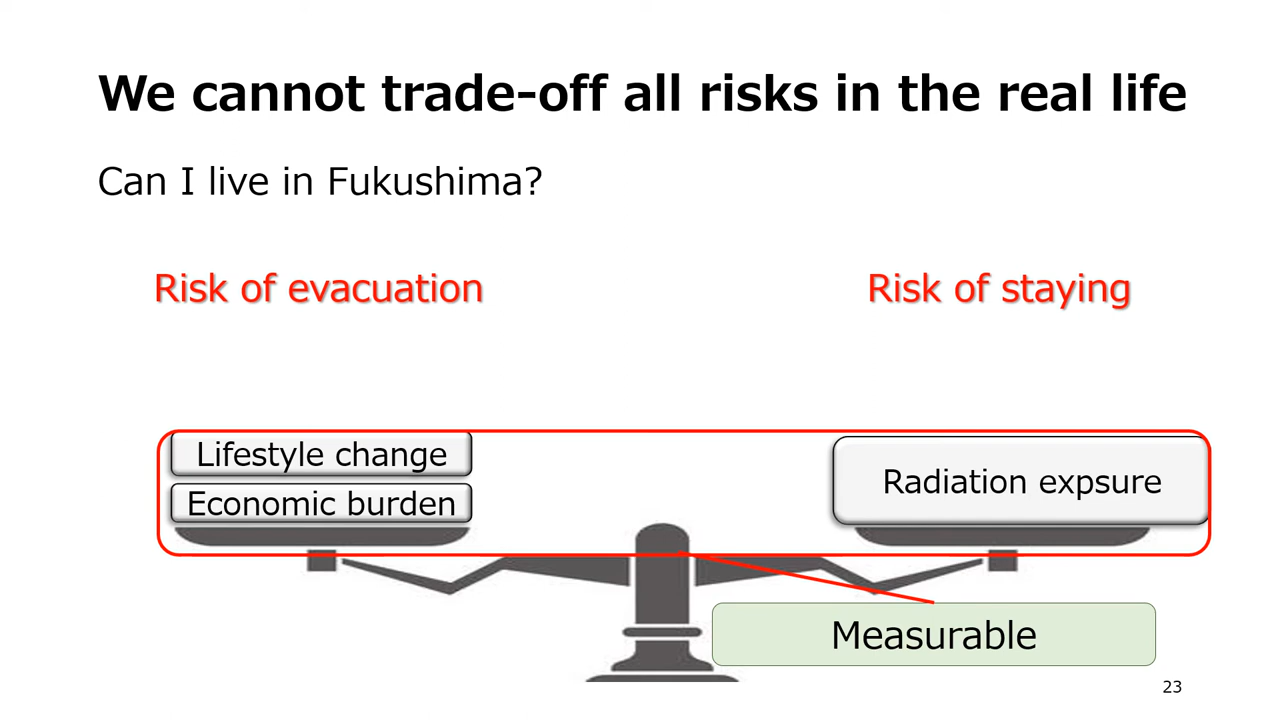 We cannot trade-off all risks in the real life
Can I live in Fukushima?
Risk of evacuation
Risk of staying
Lifestyle change
Economic burden
Radiation expsure
Measurable
23